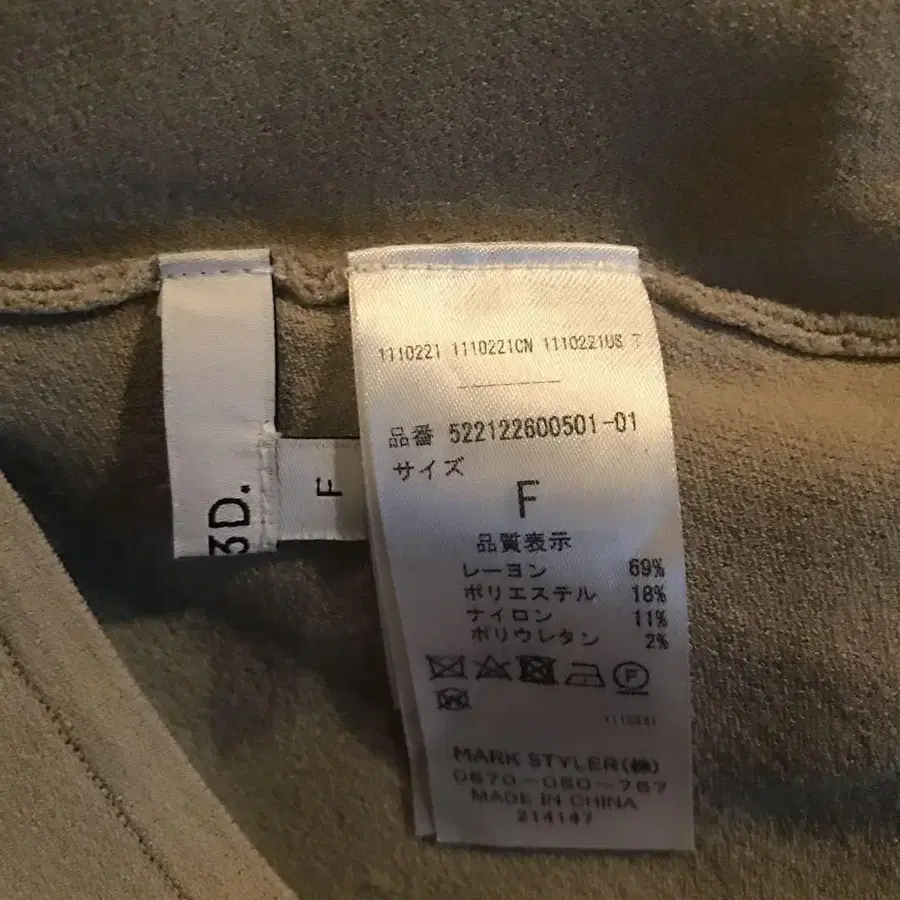 3D.
F
1110221 1110221CN 1110221US T
品番 522122600501-01
サイズ
F
品質表示
レーヨン 69%
ポリエステル 18%
ナイロン 11%
ポリウレタン 2%
F
W
MARK STYLER(株)
0570-080-767
MADE IN CHINA
214147